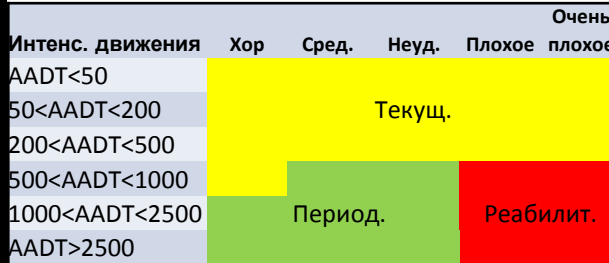 Очень
Интенс. движения Хор Сред. Неуд. Плохое плохое
AADT<50
50<AADT<200 Текущ.
200<AADT<500
500<AADT<1000
1000<AADT<2500 Период. Реабилит.
AADT>2500